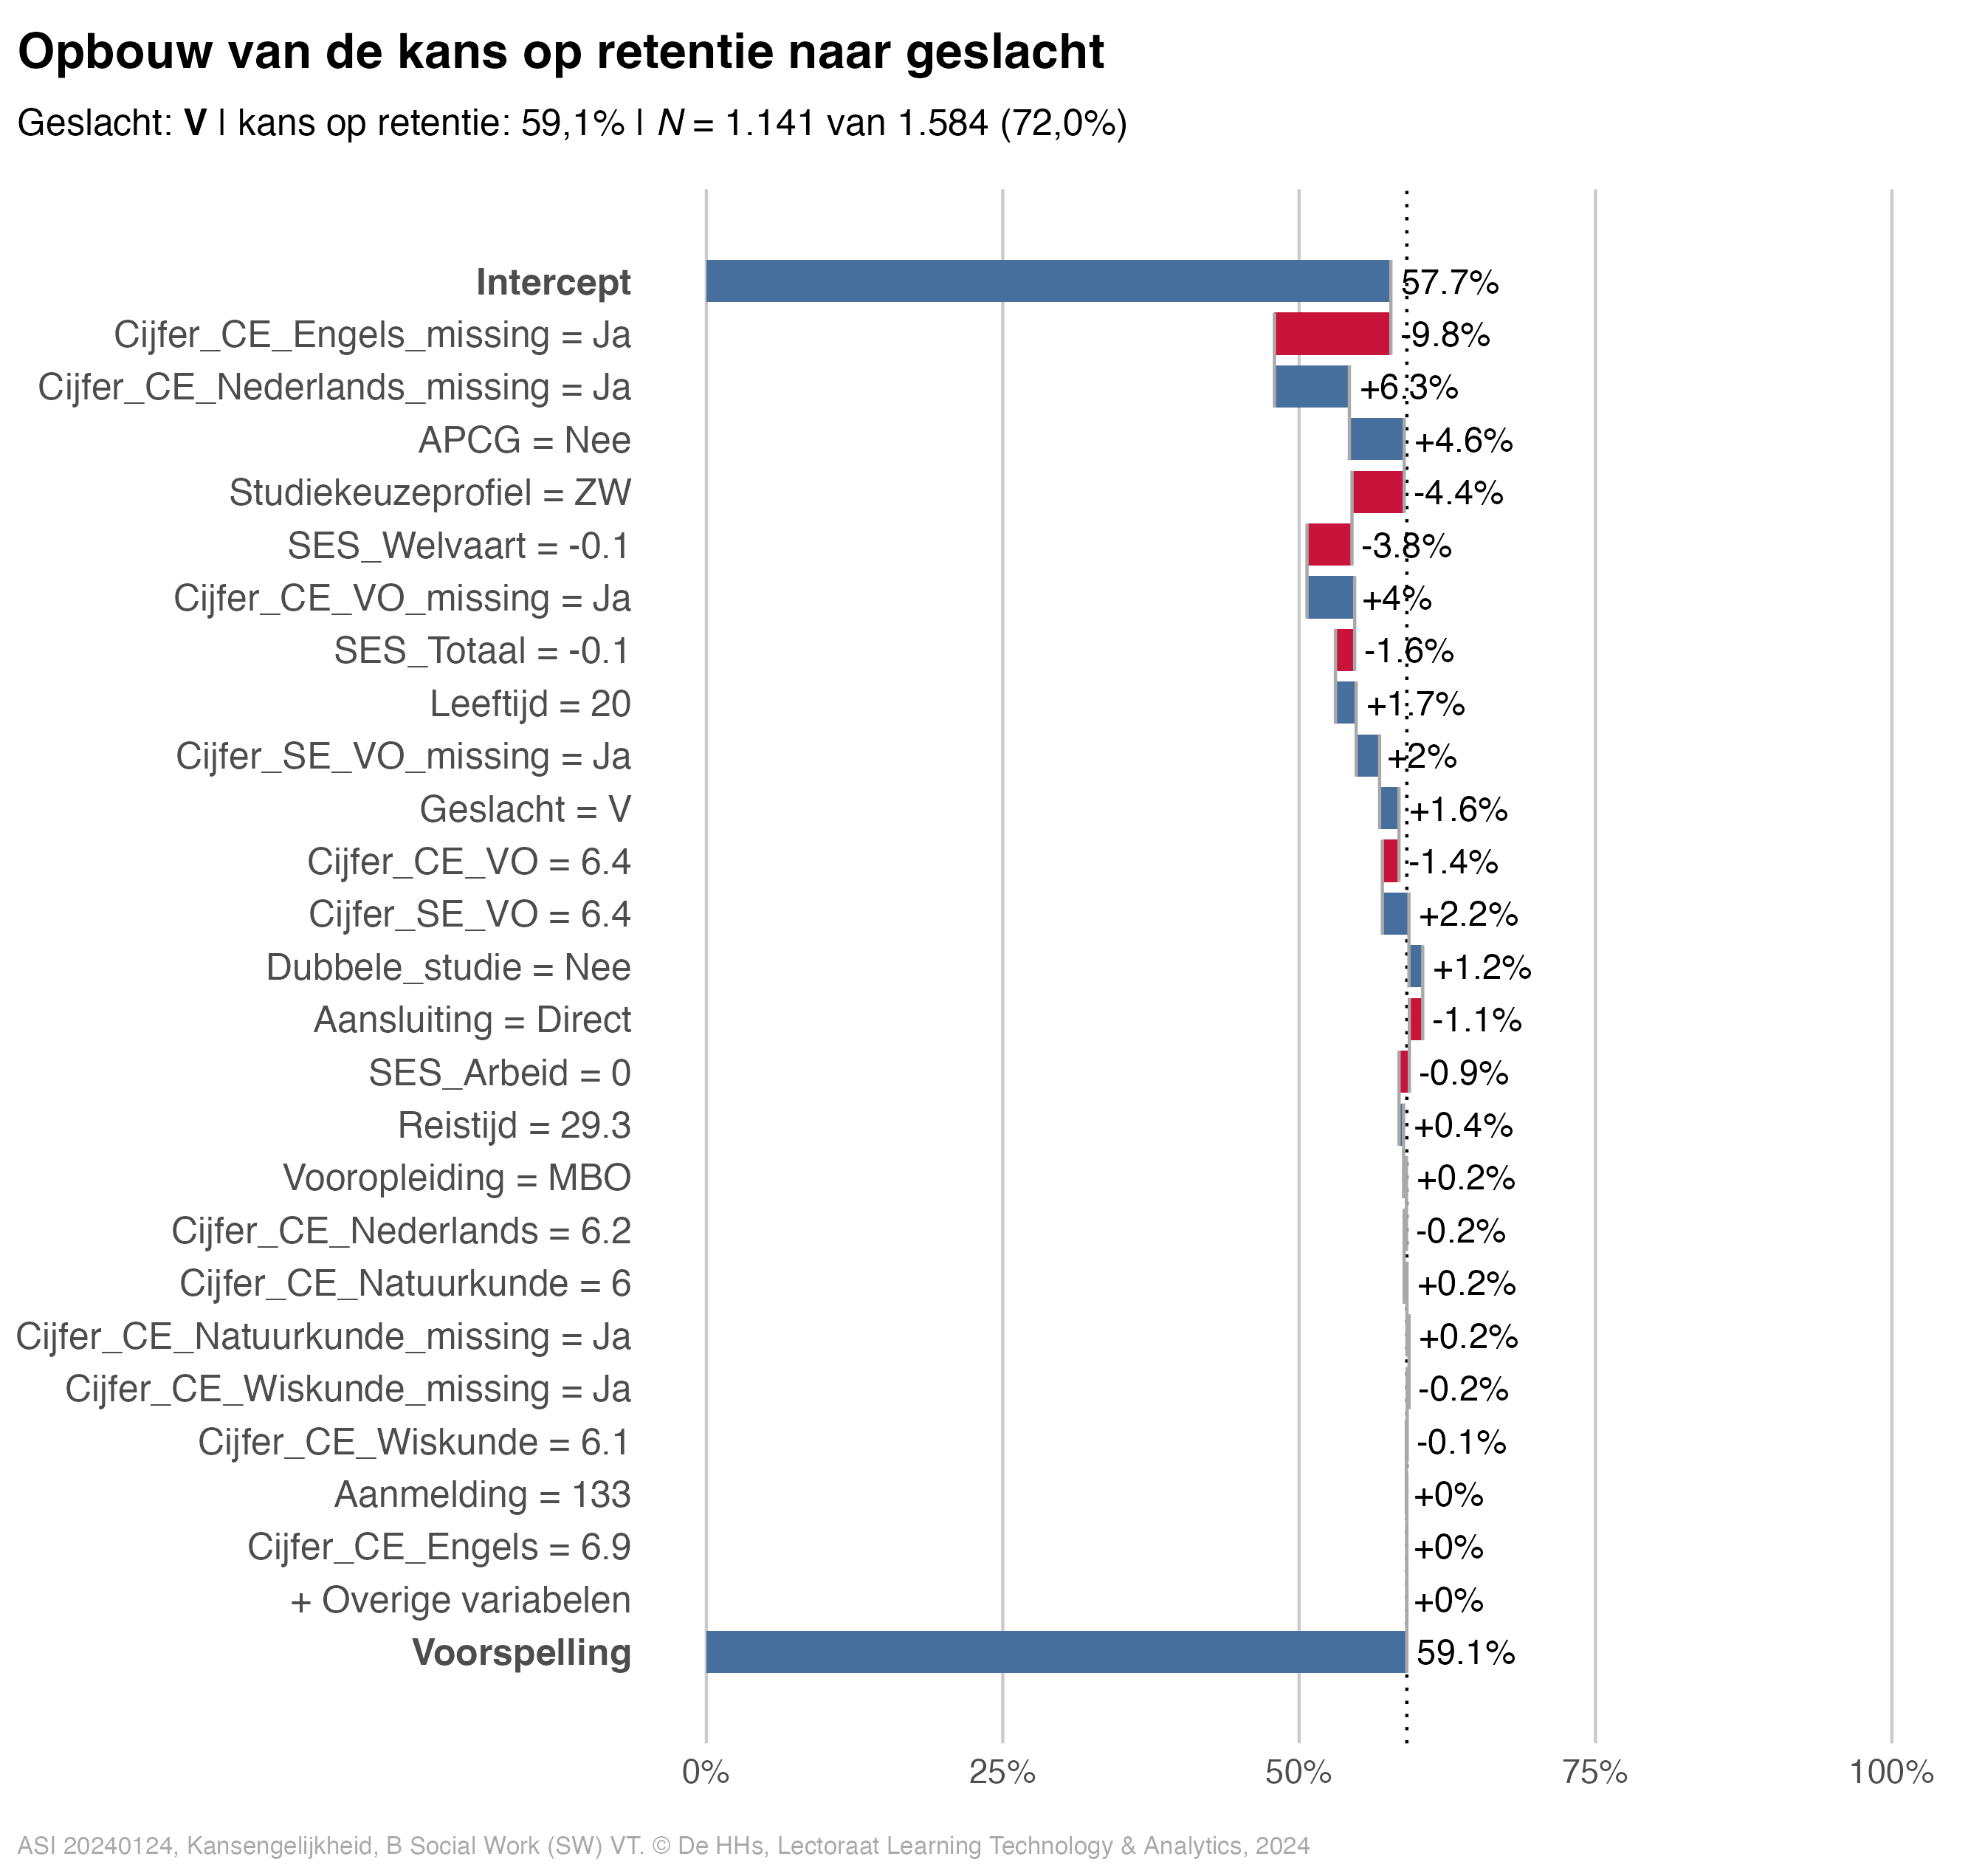 Opbouw van de kans op retentie naar geslacht
Geslacht: V | kans op retentie: 59,1% | N = 1.141 van 1.584 (72,0%)
Intercept 57.7%
Cijfer_CE_Engels_missing = Ja -9.8%
Cijfer_CE_Nederlands_missing = Ja +6.3%
APCG = Nee +4.6%
Studiekeuzeprofiel = ZW -4.4%
SES_Welvaart = -0.1 -3.8%
Cijfer_CE_VO_missing = Ja +4%
SES_Totaal = -0.1 -1.6%
Leeftijd = 20 +1.7%
Cijfer_SE_VO_missing = Ja +2%
Geslacht = V +1.6%
Cijfer_CE_VO = 6.4 -1.4%
Cijfer_SE_VO = 6.4 +2.2%
Dubbele_studie = Nee +1.2%
Aansluiting = Direct -1.1%
SES_Arbeid = 0 -0.9%
Reistijd = 29.3 +0.4%
Vooropleiding = MBO +0.2%
Cijfer_CE_Nederlands = 6.2 -0.2%
Cijfer_CE_Natuurkunde = 6 +0.2%
Cijfer_CE_Natuurkunde_missing = Ja +0.2%
Cijfer_CE_Wiskunde_missing = Ja -0.2%
Cijfer_CE_Wiskunde = 6.1 -0.1%
Aanmelding = 133 +0%
Cijfer_CE_Engels = 6.9 +0%
+ Overige variabelen +0%
Voorspelling 59.1%
0% 25% 50% 75% 100%
ASI 20240124, Kansengelijkheid, B Social Work (SW) VT. © De HHs, Lectoraat Learning Technology & Analytics, 2024